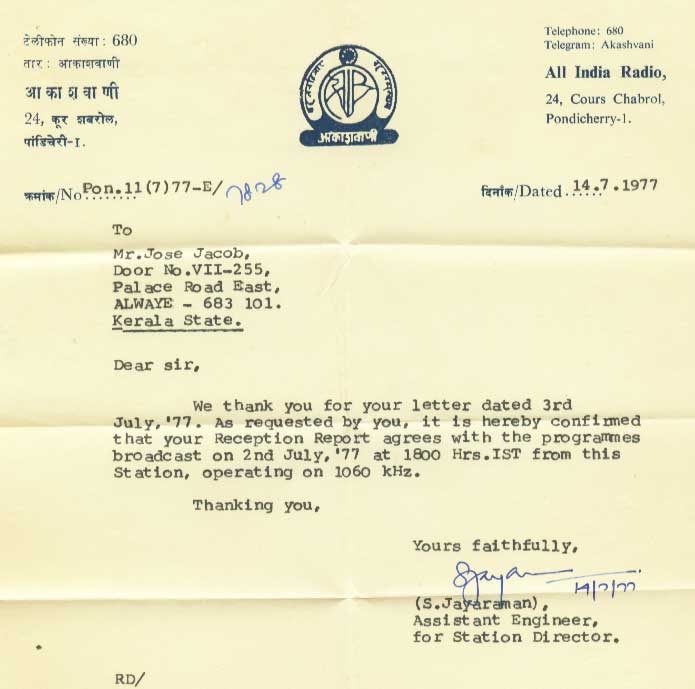 टेलीफोन संख्या : 680
तार : आकाशवाणी
आ का श वा णी
24, कूर शबरोल,
पांडिचेरी-I.
आकाशवाणी
Telephone: 680
Telegram: Akashvani
All India Radio,
24, Cours Chabrol,
Pondicherry-1.
क्रमांक/No Pon.11(7)77-E/ 7828
दिनांक/Dated 14.7.1977
To
Mr.Jose Jacob,
Door No.VII-255,
Palace Road East,
ALWAYE - 683 101.
Kerala State.
Dear sir,
We thank you for your letter dated 3rd
July,'77. As requested by you, it is hereby confirmed
that your Reception Report agrees with the programmes
broadcast on 2nd July,'77 at 1800 Hrs.IST from this
Station, operating on 1060 kHz.
Thanking you,
Yours faithfully,
SJayaram 14/7/77
(S.Jayaraman),
Assistant Engineer,
for Station Director.
RD/